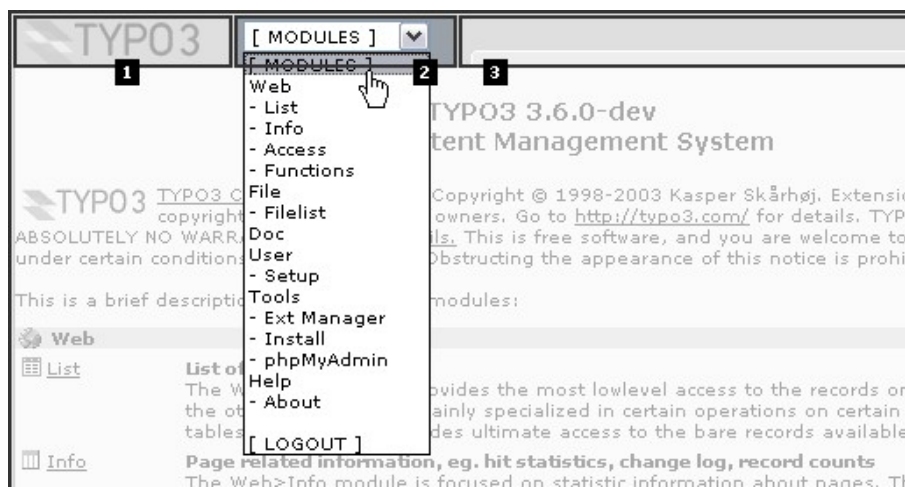 TYPO3
[ MODULES ]
1
2
3
[ MODULES ]
Web
- List
- Info
- Access
- Functions
File
- Filelist
Doc
User
- Setup
Tools
- Ext Manager
- Install
- phpMyAdmin
Help
- About
[ LOGOUT ]
TYPO3 3.6.0-dev
tent Management System
TYPO3 TYPO3 C Copyright © 1998-2003 Kasper Skårhøj. Extensi
copyright owners. Go to http://typo3.com/ for details. TYP
ABSOLUTELY NO WARR ils. This is free software, and you are welcome to
under certain conditions Obstructing the appearance of this notice is prohi
This is a brief descripti modules:
Web
List List of
The W ovides the most lowlevel access to the records or
the ot ainly specialized in certain operations on certain
tables des ultimate access to the bare records available
Info Page related information, eg. hit statistics, change log, record counts
The Web>Info module is focused on statistic information about pages. Th